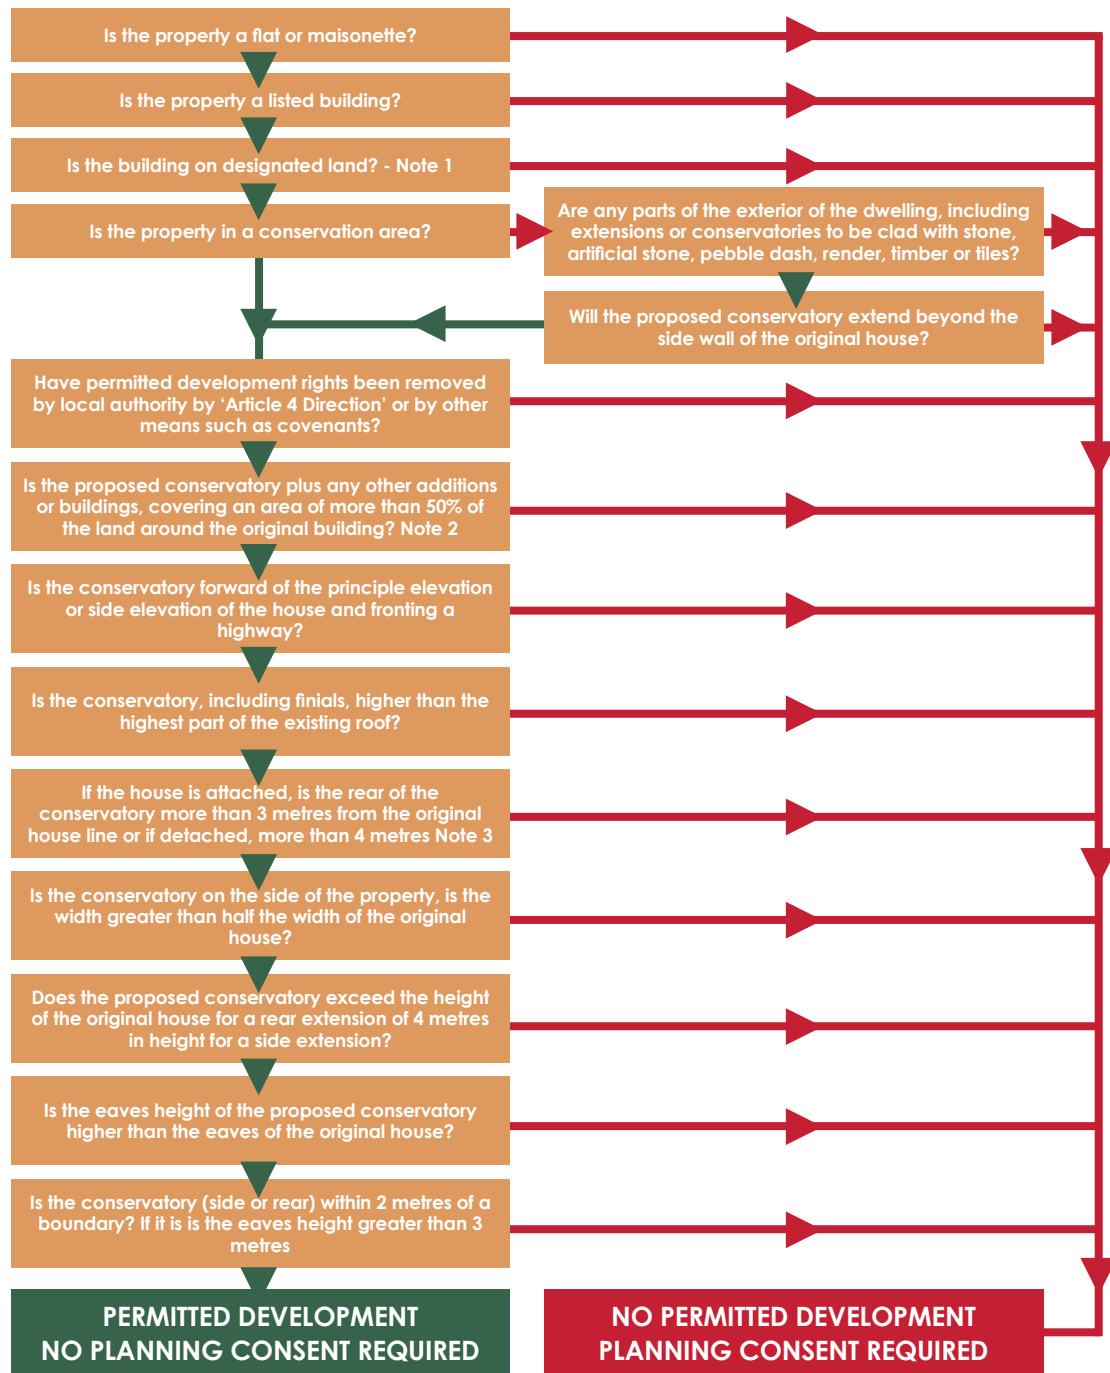 Is the property a flat or maisonette?
Is the property a listed building?
Is the building on designated land? - Note 1
Is the property in a conservation area?
Are any parts of the exterior of the dwelling, including
extensions or conservatories to be clad with stone,
artificial stone, pebble dash, render, timber or tiles?
Will the proposed conservatory extend beyond the
side wall of the original house?
Have permitted development rights been removed
by local authority by ‘Article 4 Direction’ or by other
means such as covenants?
Is the proposed conservatory plus any other additions
or buildings, covering an area of more than 50% of
the land around the original building? Note 2
Is the conservatory forward of the principle elevation
or side elevation of the house and fronting a
highway?
Is the conservatory, including finials, higher than the
highest part of the existing roof?
If the house is attached, is the rear of the
conservatory more than 3 metres from the original
house line or if detached, more than 4 metres Note 3
Is the conservatory on the side of the property, is the
width greater than half the width of the original
house?
Does the proposed conservatory exceed the height
of the original house for a rear extension of 4 metres
in height for a side extension?
Is the eaves height of the proposed conservatory
higher than the eaves of the original house?
Is the conservatory (side or rear) within 2 metres of a
boundary? If it is is the eaves height greater than 3
metres
PERMITTED DEVELOPMENT
NO PLANNING CONSENT REQUIRED
NO PERMITTED DEVELOPMENT
PLANNING CONSENT REQUIRED